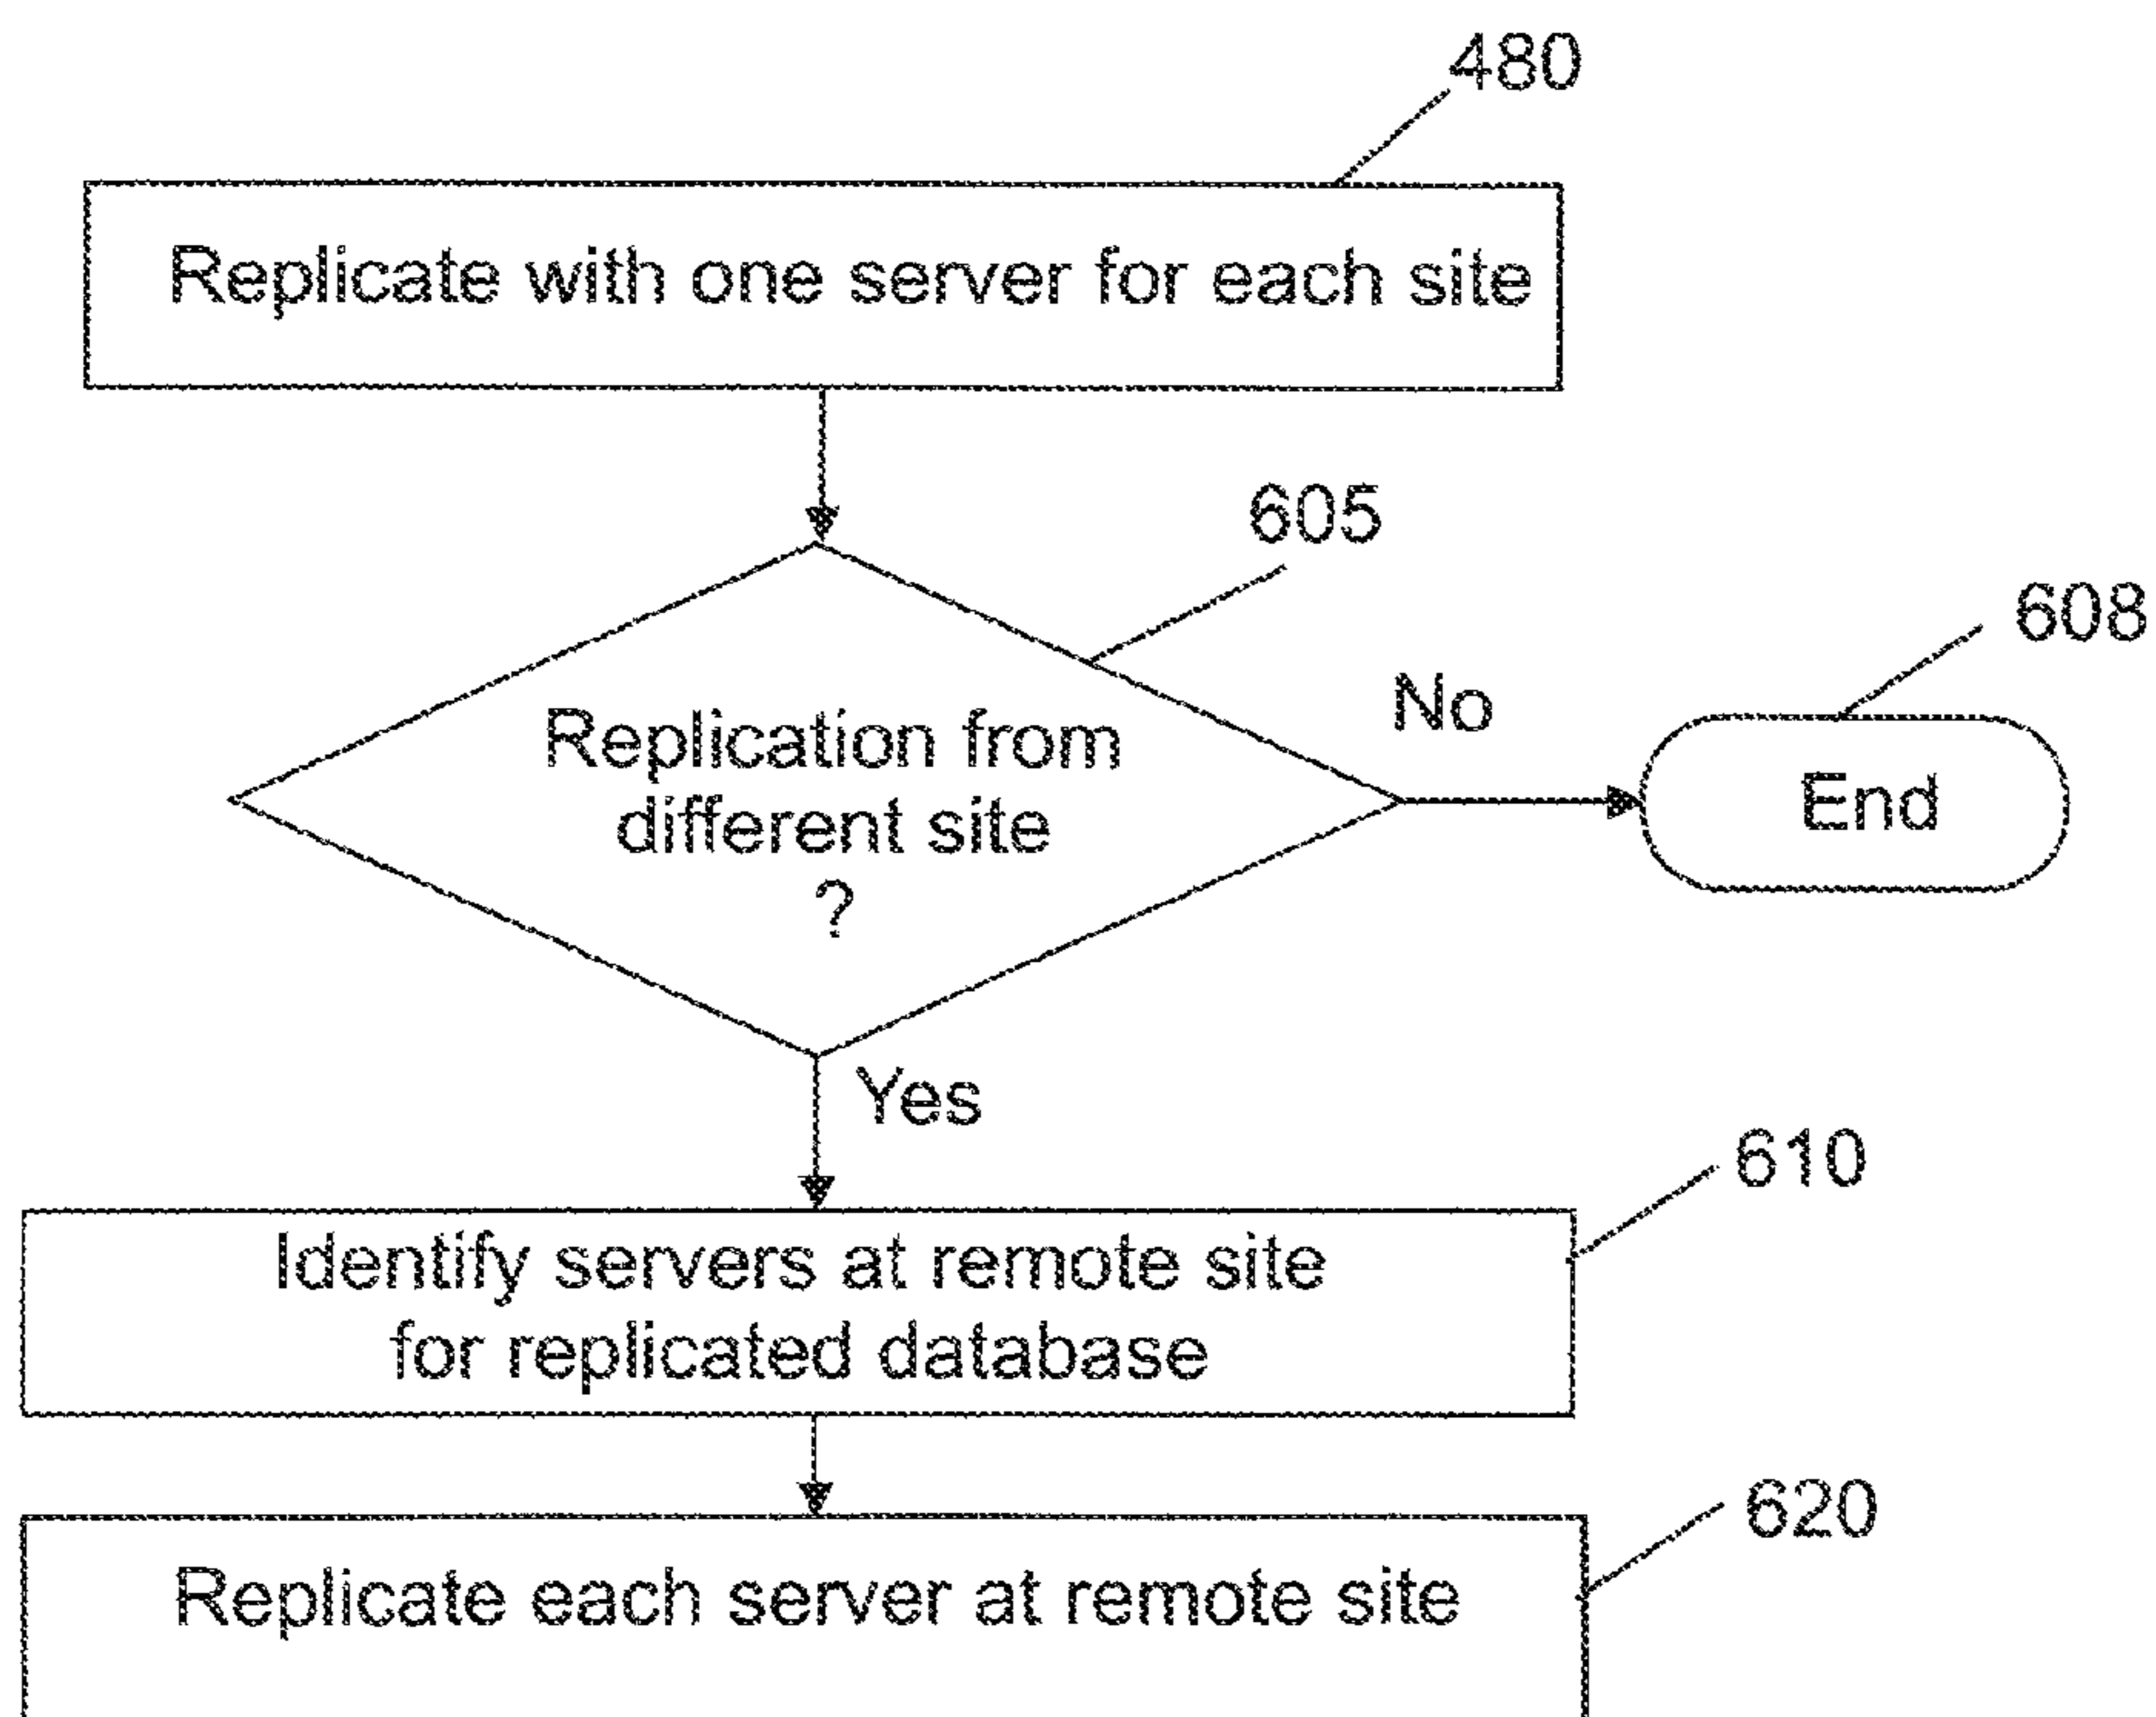 480
Replicate with one server for each site
605
608
No
Replication from
different site
?
End
Yes
610
Identify servers at remote site
for replicated database
620
Replicate each server at remote site